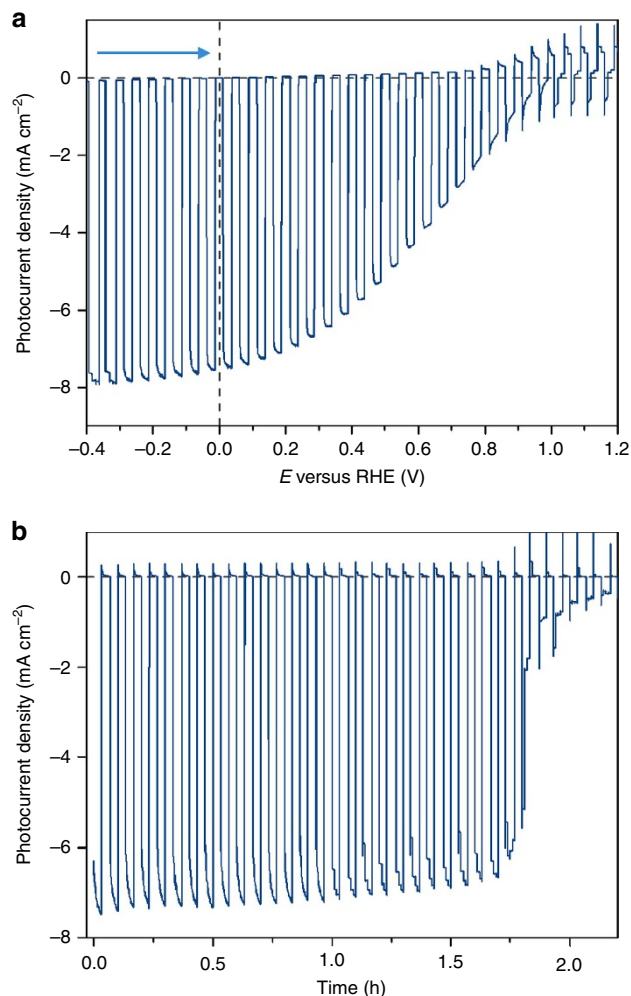 a
0
−2
−4
−6
−8
Photocurrent density (mA cm−2)
−0.4 −0.2 0.0 0.2 0.4 0.6 0.8 1.0 1.2
E versus RHE (V)
b
0
−2
−4
−6
−8
Photocurrent density (mA cm−2)
0.0 0.5 1.0 1.5 2.0
Time (h)